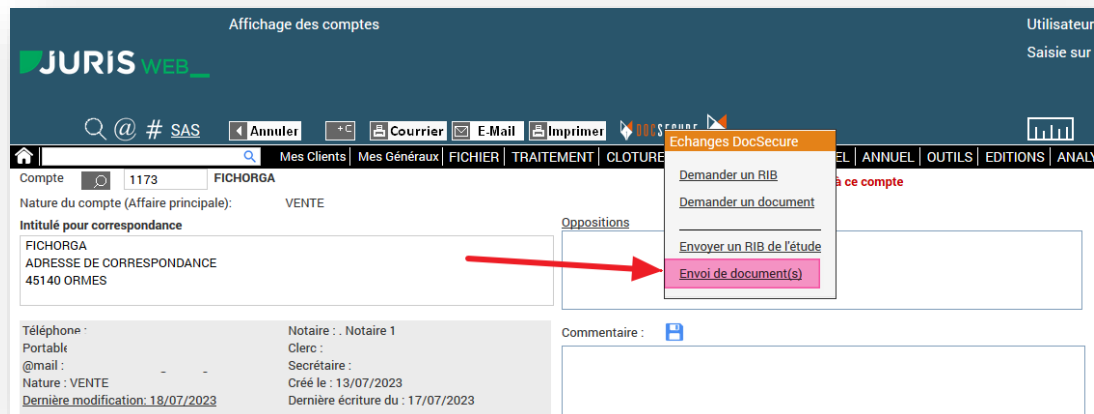 Affichage des comptes
Utilisateur
Saisie sur
JURIS WEB_
@ # SAS Annuler +C Courrier E-Mail Imprimer DOCSECURE
Echanges DocSecure
Mes Clients FICHIER TRAITEMENT CLOTURE EL ANNUEL OUTILS EDITIONS ANALY
Mes Généraux
Compte 1173 FICHORGA
Demander un RIB
à ce compte
Nature du compte (Affaire principale): VENTE
Demander un document
Intitulé pour correspondance
Oppositions
FICHORGA
Envoyer un RIB de l'étude
ADRESSE DE CORRESPONDANCE
Envoi de document(s)
45140 ORMES
Téléphone :
Notaire : . Notaire 1
Commentaire :
Portable
Clerc :
@mail :
Secrétaire :
Nature : VENTE
Créé le : 13/07/2023
Dernière modification: 18/07/2023
Dernière écriture du : 17/07/2023